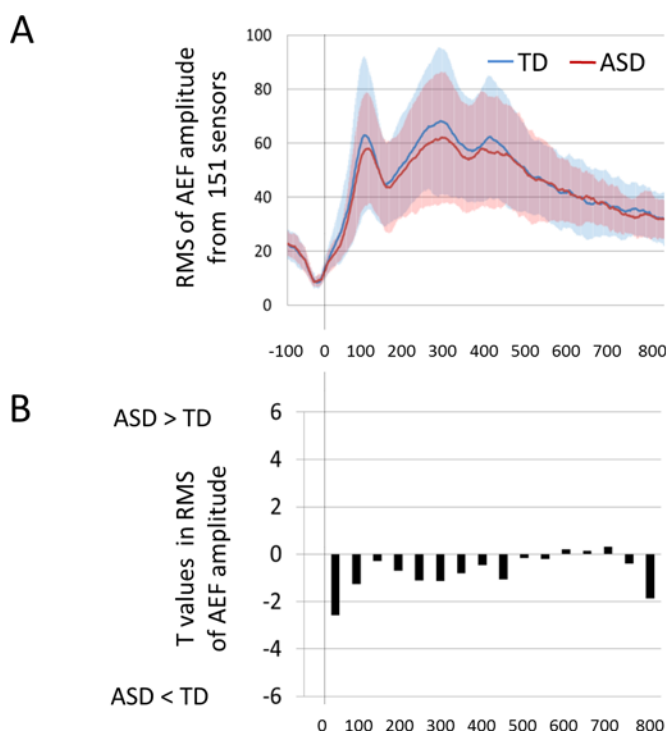 A
RMS of AEF amplitude
from 151 sensors
100
80
60
40
20
0
TD ASD
-100 0 100 200 300 400 500 600 700 800
B
ASD > TD
T values in RMS
of AEF amplitude
ASD < TD
6
4
2
0
-2
-4
-6
0 100 200 300 400 500 600 700 800